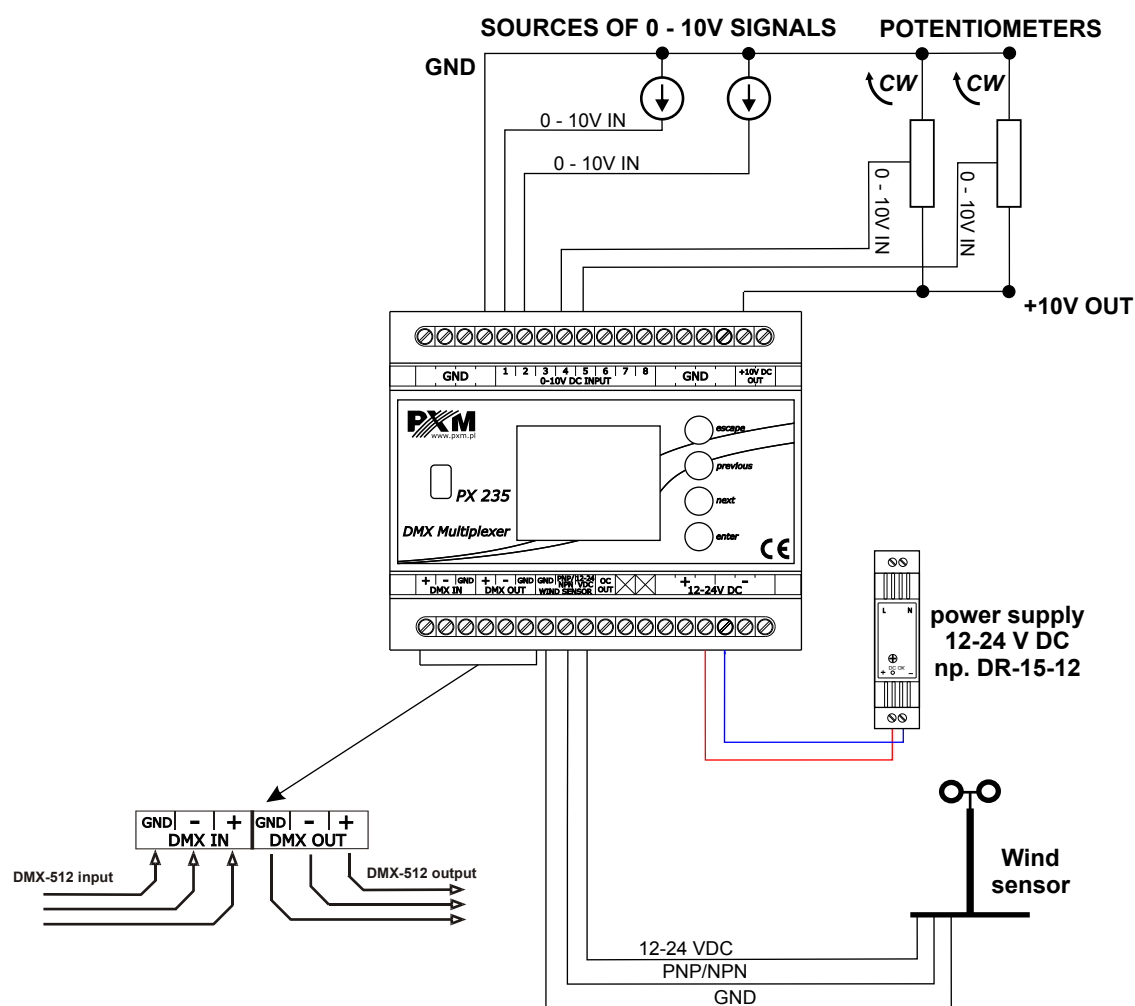 SOURCES OF 0 - 10V SIGNALS
POTENTIOMETERS
GND
CW
CW
0 - 10V IN
0 - 10V IN
0 - 10V IN
0 - 10V IN
+10V OUT
GND 1 2 3 4 5 6 7 8 GND +10V DC
0-10V DC INPUT OUT
PXM
www.pxm.pl
escape
previous
PX 235
next
DMX Multiplexer
enter
CE
+ - GND + - GND GND PNP/ 12-24 OC + -
NPN VDC OUT
DMX IN DMX OUT WIND SENSOR 12-24V DC
L N
DC OK
+ -
power supply
12-24 V DC
np. DR-15-12
GND - + GND - +
DMX IN DMX OUT
DMX-512 input
DMX-512 output
Wind
sensor
12-24 VDC
PNP/NPN
GND